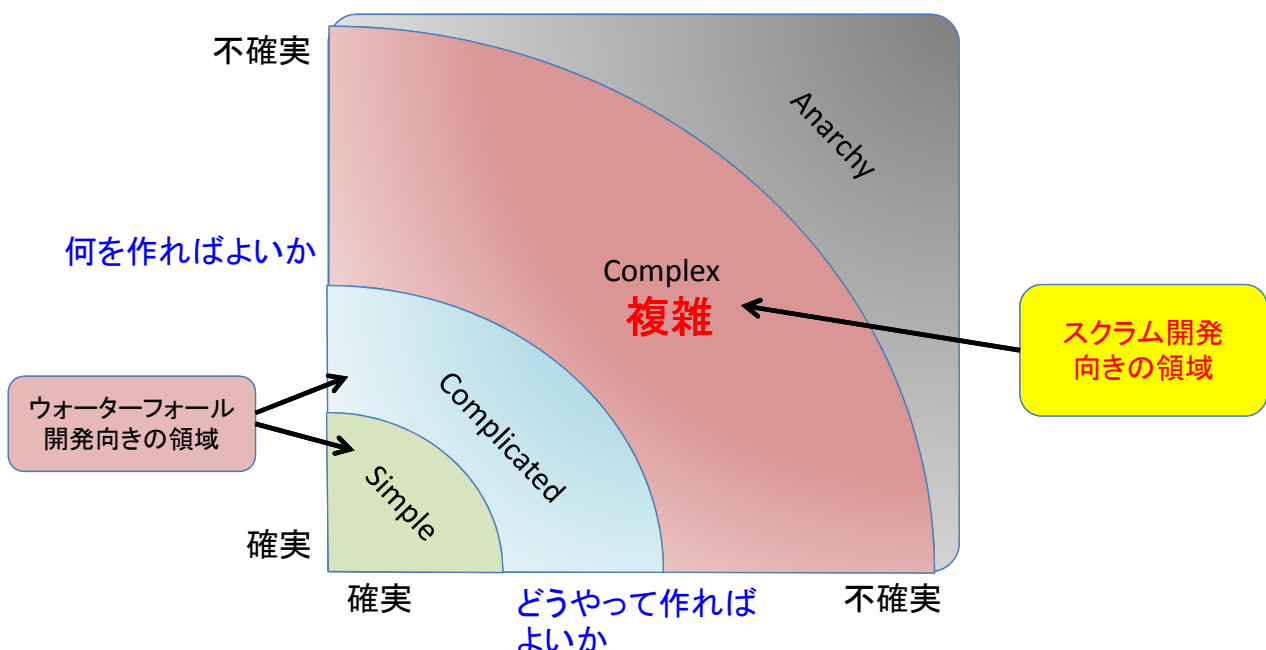 不確実
Anarchy
何を作ればよいか
Complex
複雑
スクラム開発
向きの領域
ウォーターフォール
開発向きの領域
Complicated
Simple
確実
確実
どうやって作れば
よいか
不確実